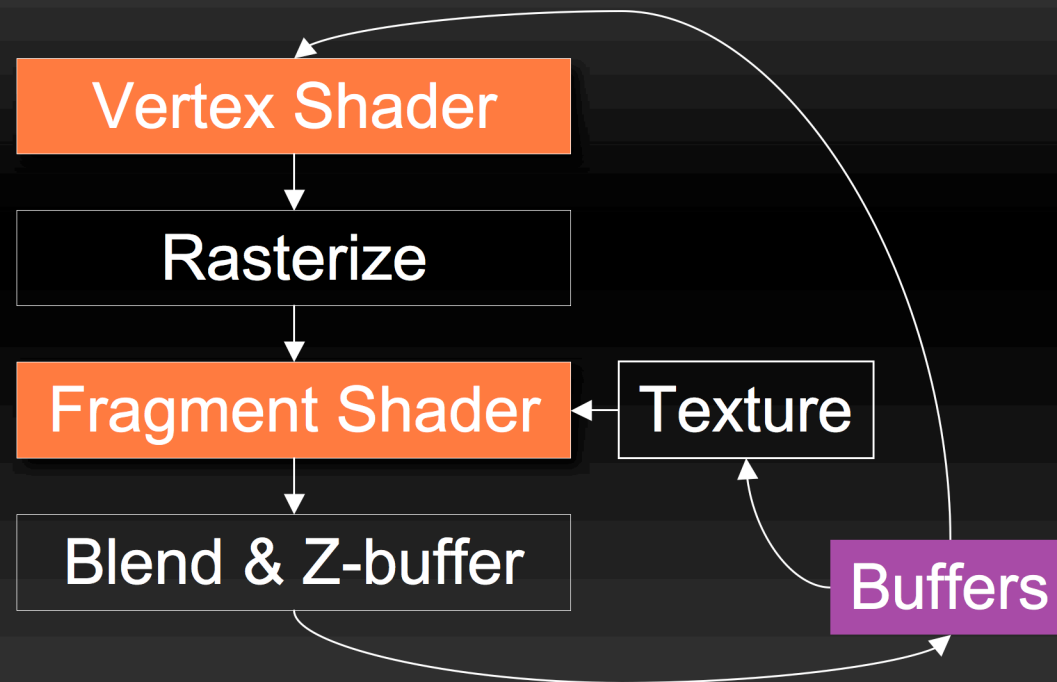 Vertex Shader
Rasterize
Fragment Shader
Texture
Blend & Z-buffer
Buffers